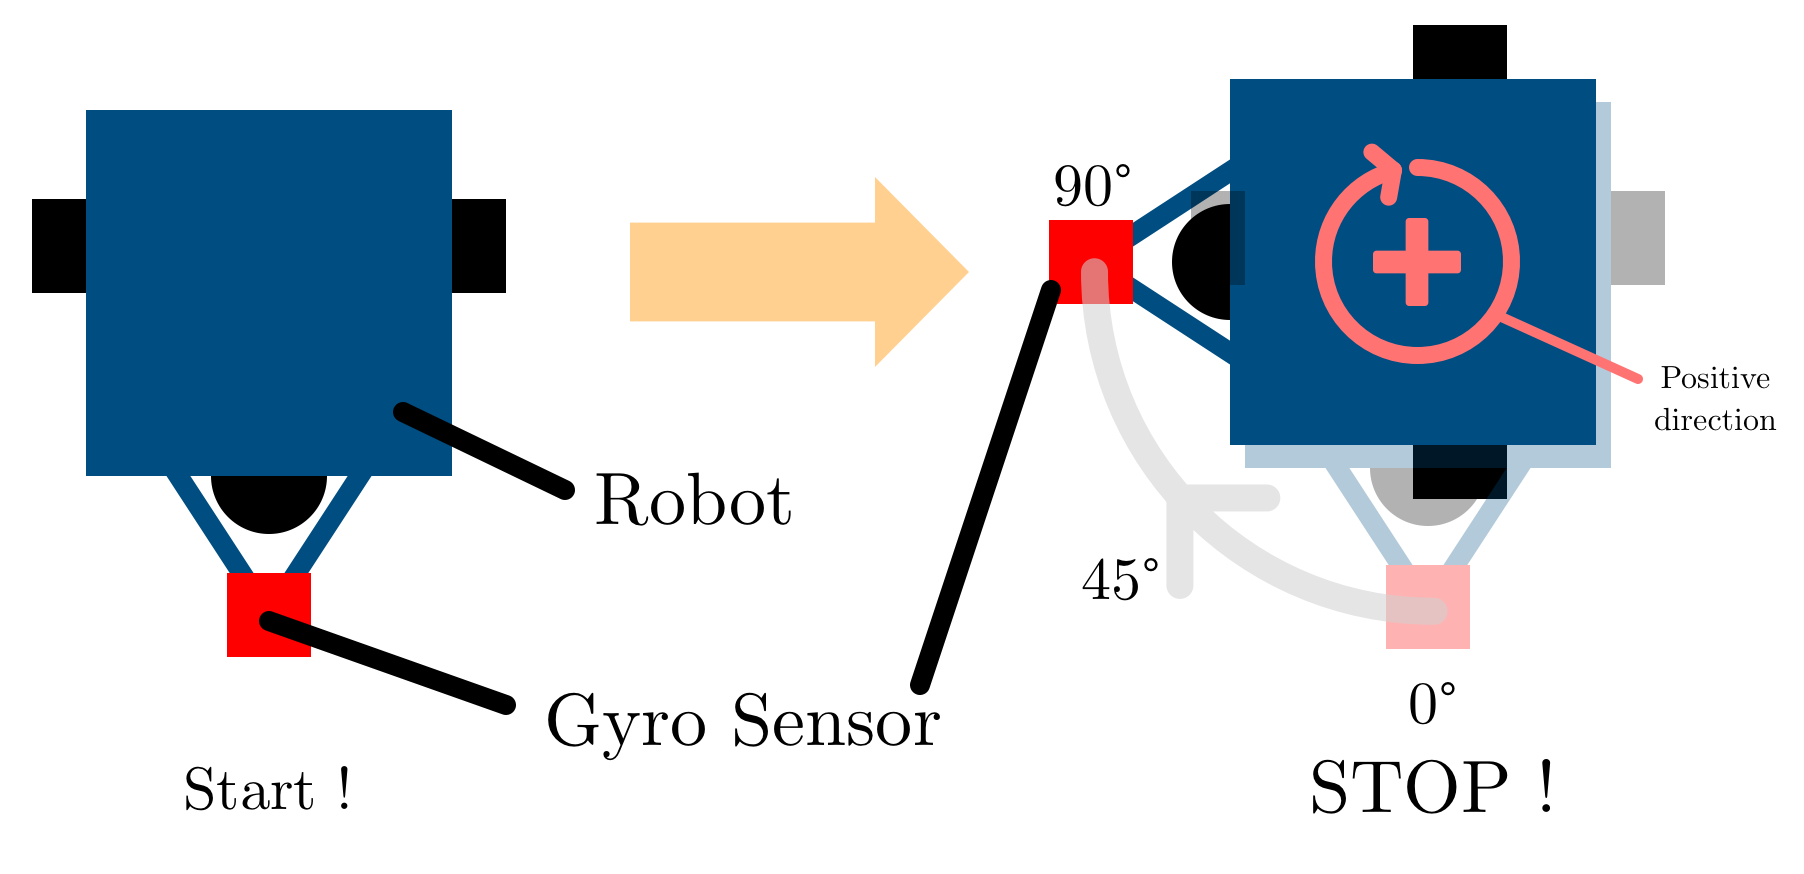 90°
Positive
direction
Robot
45°
0°
Gyro Sensor
Start !
STOP !